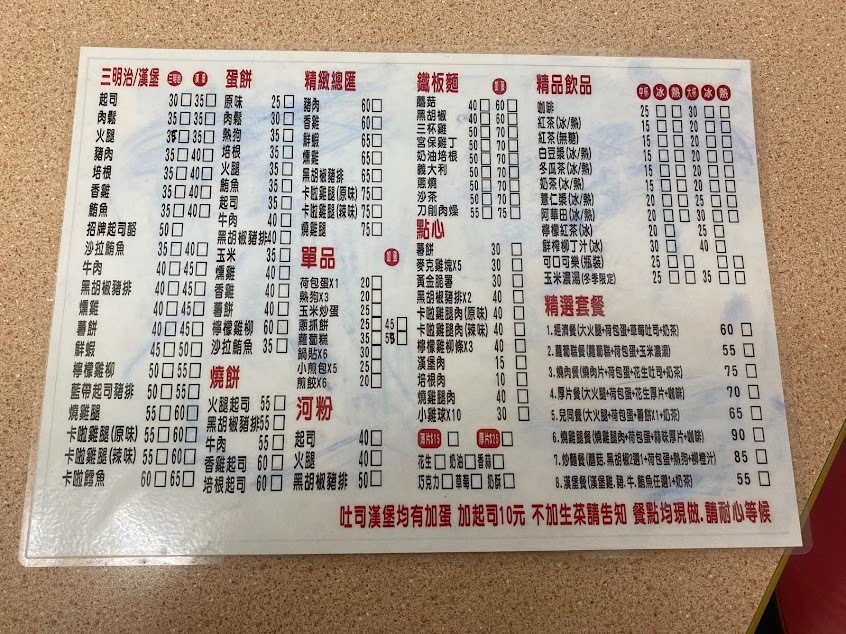 三明治/漢堡
起司 30□35□
肉鬆 35□35□
火腿 35□35□
豬肉 35□35□
培根 35□35□
香雞 35□35□
鮪魚 35□35□
招牌起司酪 50□
沙拉鮪魚 35□40□
牛肉 40□40□
黑胡椒豬排 40□40□
燻雞 40□45□
薯餅 40□45□
鮮蝦 45□50□
檸檬雞柳 50□50□
藍帶起司豬排 50□55□
燒雞腿 55□60□
卡啦雞腿(原味) 55□60□
卡啦雞腿(辣味) 55□60□
卡啦鱈魚 60□65□
蛋餅
原味 25□
肉鬆 30□
熱狗 35□
培根 35□
火腿 35□
鮪魚 35□
起司 35□
牛肉 40□
黑胡椒豬排40□
玉米 35□
燻雞 40□
香雞 35□
薯餅 40□
檸檬雞柳 60□
沙拉鮪魚 35□
燒餅
火腿起司 55□
黑胡椒豬排55□
牛肉 55□
香雞起司 60□
培根起司 60□
精緻總匯
豬肉 60□
香雞 60□
鮮蝦 65□
燻雞 65□
黑胡椒豬排 65□
卡啦雞腿(原味) 75□
卡啦雞腿(辣味) 75□
燒雞腿 75□
單品 加蛋
荷包蛋X1 20□
熱狗X3 20□
玉米炒蛋 25□
蔥抓餅 25□ 45□
蘿蔔糕 25□ 35□
鍋貼X6 30□
小煎包X5 25□
煎餃X6 20□
河粉
起司 40□
火腿 40□
黑胡椒豬排 50□
鐵板麵 加蛋
蘑菇 40□60□
黑胡椒 40□60□
三杯雞 50□70□
宮保雞丁 50□70□
奶油培根 50□70□
義大利 50□70□
蔥燒 50□70□
沙茶 50□70□
刀削肉燥 55□75□
點心
薯餅 30□
麥克雞塊X5 30□
黃金脆薯 30□
黑胡椒豬排X2 40□
卡啦雞腿肉(原味) 40□
卡啦雞腿肉(辣味) 40□
檸檬雞柳條X3 40□
漢堡肉 15□
培根肉 10□
燒雞腿肉 40□
小雞球X10 30□
薄片$15 厚片$25
花生□奶油□香蒜□
巧克力□草莓□奶酥□
精品飲品 中杯 冰 熱 大杯 冰 熱
咖啡 25□□30□□
紅茶(冰/熱) 15□□20□□
紅茶(無糖) 15□□20□□
白豆漿(冰/熱) 15□□20□□
冬瓜茶(冰/熱) 15□□20□□
奶茶(冰/熱) 20□□25□□
薏仁漿(冰/熱) 20□□25□□
阿華田(冰/熱) 25□□30□□
檸檬紅茶(冰) 20□ 30□
鮮榨柳丁汁(冰) 30□ 40□
可口可樂(瓶裝) 25□□
玉米濃湯(冬季限定) 25□□35□□
精選套餐
1.經濟餐(大火腿+荷包蛋+草莓吐司+奶茶) 60□
2.蘿蔔餐(蘿蔔糕+荷包蛋+玉米濃湯) 55□
3.燒肉餐(燒肉片+荷包蛋+花生吐司+奶茶) 75□
4.厚片餐(大火腿+荷包蛋+花生厚片+咖啡) 70□
5.兒同餐(大火腿+荷包蛋+薯餅X1+奶茶) 65□
6.燒雞腿餐(燒雞腿肉+荷包蛋+蒜味厚片+咖啡) 90□
7.炒麵餐(蘑菇.黑胡椒2選1+荷包蛋+熱狗+柳橙汁) 85□
8.漢堡餐(漢堡雞.豬.牛.鮪魚任選1+奶茶) 55□
吐司漢堡均有加蛋 加起司10元 不加生菜請告知 餐點均現做.請耐心等候